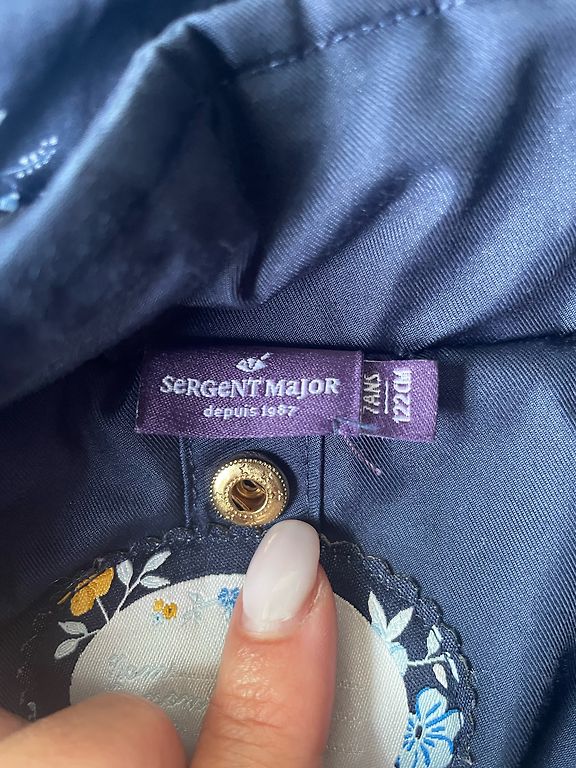 SeRGeNT MaJOR
depuis 1987
7ANS
122CM